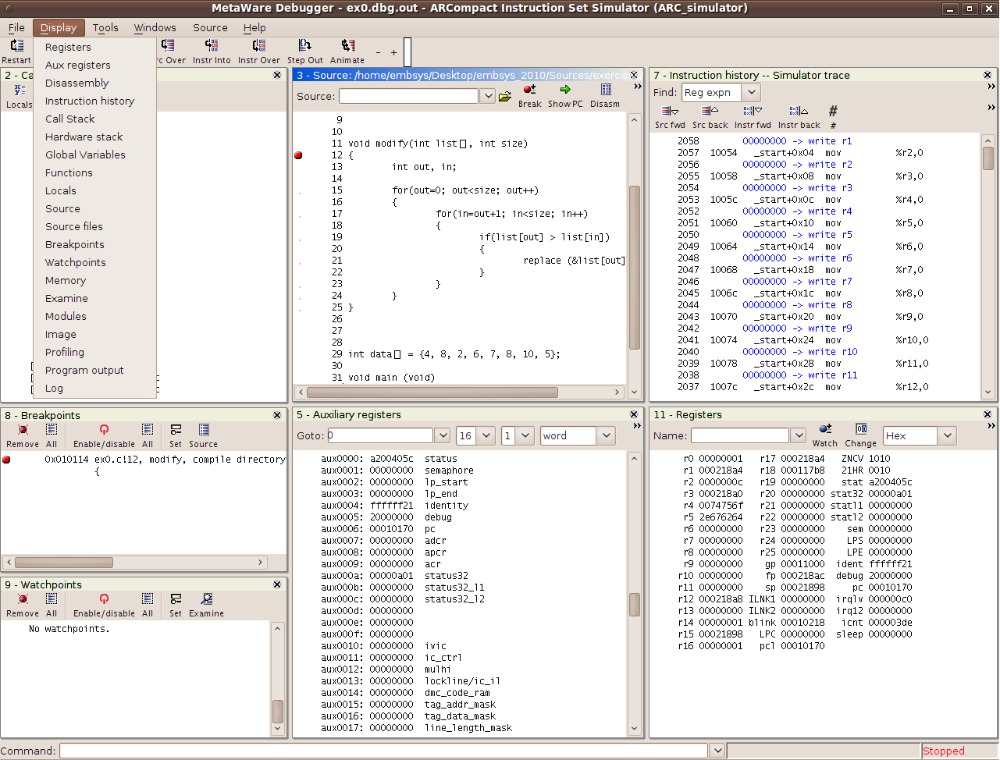 MetaWare Debugger - ex0.dbg.out - ARCompact Instruction Set Simulator (ARC_simulator)
File Display Tools Windows Source Help
Restart
rc Over Instr Into Instr Over Step Out Animate - +
Registers
Aux registers
Disassembly
Instruction history
Call Stack
Hardware stack
Global Variables
Functions
Locals
Source
Source files
Breakpoints
Watchpoints
Memory
Examine
Modules
Image
Profiling
Program output
Log
2 - Ca
Locals
3 - Source: /home/embsys/Desktop/embsys_2010/Sources/exercis
Source:
Break Show PC Disasm
9
10
11 void modify(int list[], int size)
12 {
13 int out, in;
14
15 for(out=0; out<size; out++)
16 {
17 for(in=out+1; in<size; in++)
18 {
19 if(list[out] > list[in])
20 {
21 replace (&list[out]
22 }
23 }
24 }
25 }
26
27
28
29 int data[] = {4, 8, 2, 6, 7, 8, 10, 5};
30
31 void main (void)
7 - Instruction history -- Simulator trace
Find: Reg expn
Src fwd Src back Instr fwd Instr back #
2058 00000000 -> write r1
2057 10054 _start+0x04 mov %r2,0
2056 00000000 -> write r2
2055 10058 _start+0x08 mov %r3,0
2054 00000000 -> write r3
2053 1005c _start+0x0c mov %r4,0
2052 00000000 -> write r4
2051 10060 _start+0x10 mov %r5,0
2050 00000000 -> write r5
2049 10064 _start+0x14 mov %r6,0
2048 00000000 -> write r6
2047 10068 _start+0x18 mov %r7,0
2046 00000000 -> write r7
2045 1006c _start+0x1c mov %r8,0
2044 00000000 -> write r8
2043 10070 _start+0x20 mov %r9,0
2042 00000000 -> write r9
2041 10074 _start+0x24 mov %r10,0
2040 00000000 -> write r10
2039 10078 _start+0x28 mov %r11,0
2038 00000000 -> write r11
2037 1007c _start+0x2c mov %r12,0
8 - Breakpoints
Remove All Enable/disable All Set Source
0x010114 ex0.c!12, modify, compile directory
{
9 - Watchpoints
Remove All Enable/disable All Set Examine
No watchpoints.
5 - Auxiliary registers
Goto: 0 16 1 word
aux0000: a200405c status
aux0001: 00000000 semaphore
aux0002: 00000000 lp_start
aux0003: 00000000 lp_end
aux0004: ffffff21 identity
aux0005: 20000000 debug
aux0006: 00010170 pc
aux0007: 00000000 adcr
aux0008: 00000000 apcr
aux0009: 00000000 acr
aux000a: 00000a01 status32
aux000b: 00000000 status32_l1
aux000c: 00000000 status32_l2
aux000d: 00000000
aux000e: 00000000
aux000f: 00000000
aux0010: 00000000 ivic
aux0011: 00000000 ic_ctrl
aux0012: 00000000 mulhi
aux0013: 00000000 lockline/ic_il
aux0014: 00000000 dmc_code_ram
aux0015: 00000000 tag_addr_mask
aux0016: 00000000 tag_data_mask
aux0017: 00000000 line_length_mask
11 - Registers
Name: Watch Change Hex
r0 00000001 r17 000218a4 ZNCV 1010
r1 000218a4 r18 000117b8 21HR 0010
r2 0000000c r19 00000000 stat a200405c
r3 000218a0 r20 00000000 stat32 00000a01
r4 0074756f r21 00000000 statl1 00000000
r5 2e676264 r22 00000000 statl2 00000000
r6 00000000 r23 00000000 sem 00000000
r7 00000000 r24 00000000 LPS 00000000
r8 00000000 r25 00000000 LPE 00000000
r9 00000000 gp 00011000 ident ffffff21
r10 00000000 fp 000218ac debug 20000000
r11 00000000 sp 00021898 pc 00010170
r12 000218a8 ILNK1 00000000 irqlv 000000c0
r13 00000000 ILNK2 00000000 irql2 00000000
r14 00000001 blink 00010218 icnt 000003de
r15 00021898 LPC 00000000 sleep 00000000
r16 00000001 pcl 00010170
Command:
Stopped